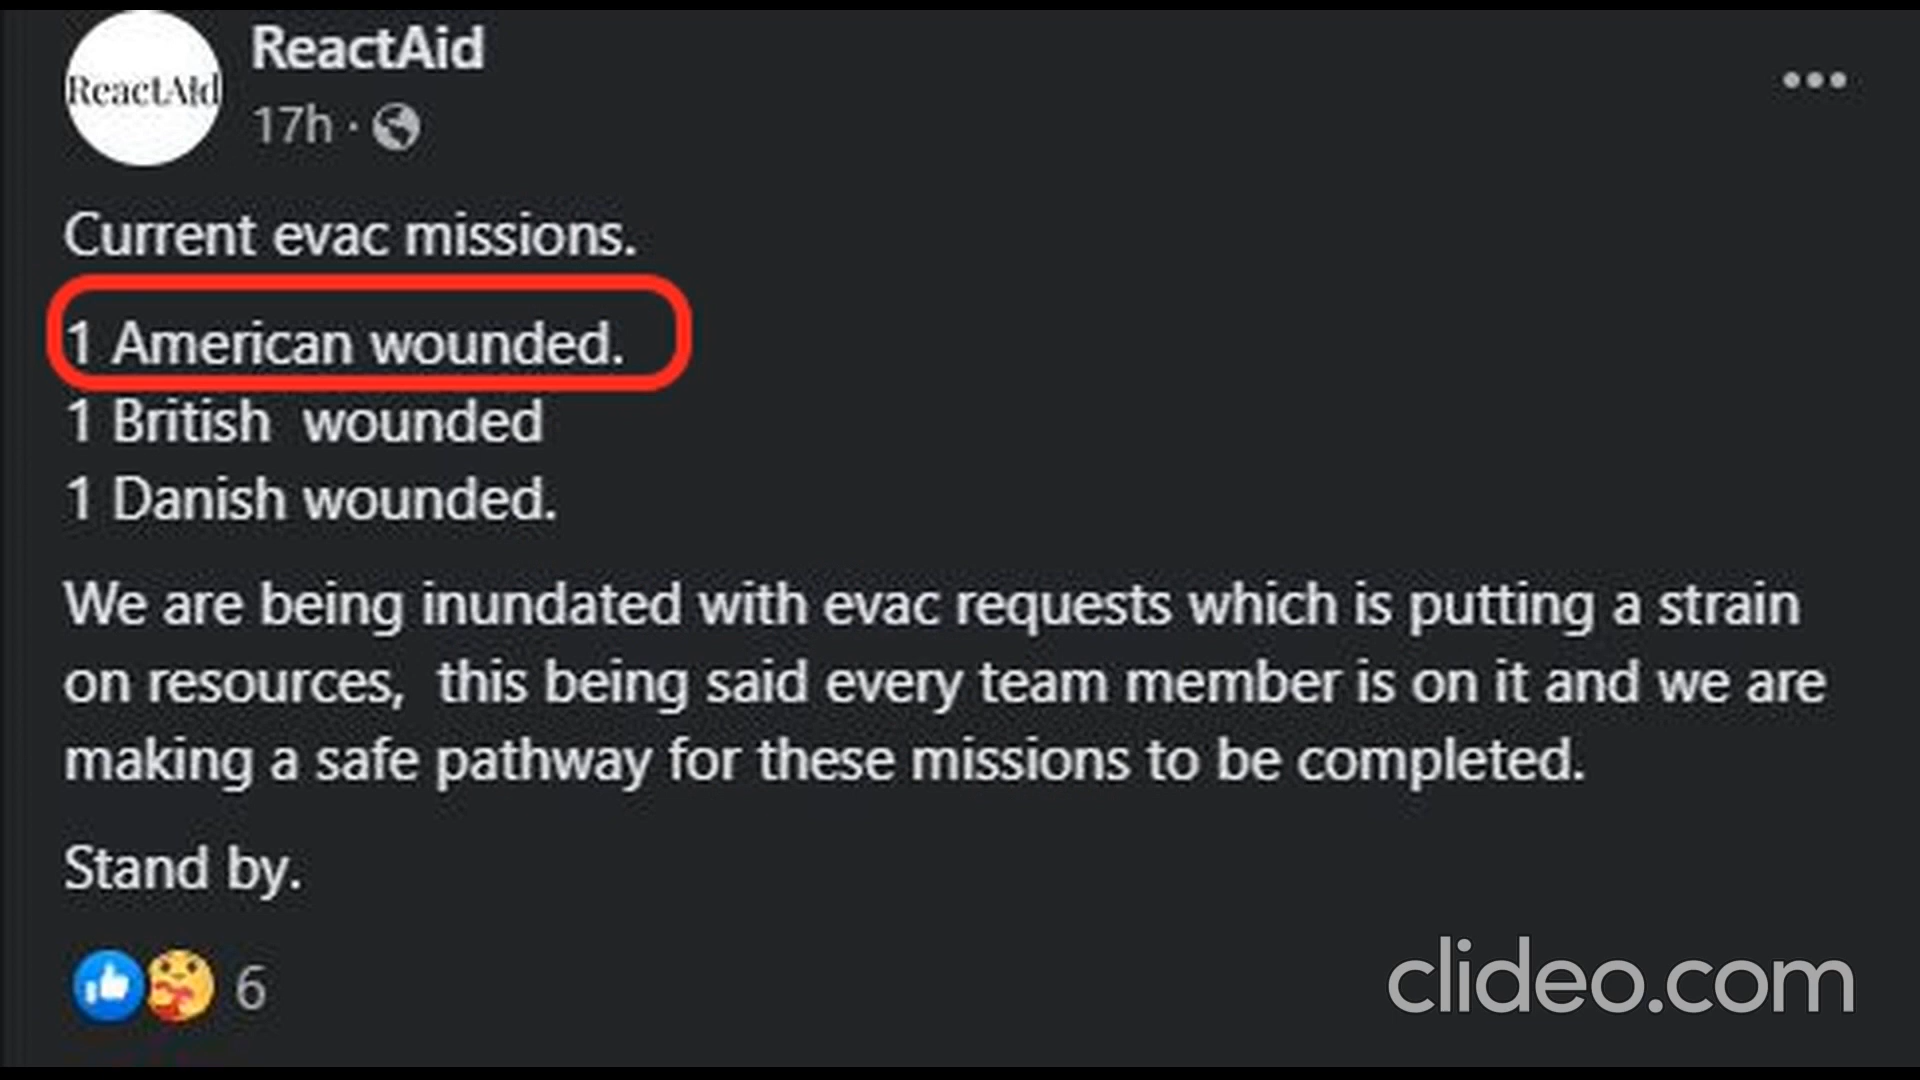 ReactAid
ReactAid
17h ·
Current evac missions.
1 American wounded.
1 British  wounded
1 Danish wounded.
We are being inundated with evac requests which is putting a strain
on resources,  this being said every team member is on it and we are
making a safe pathway for these missions to be completed.
Stand by.
6
clideo.com